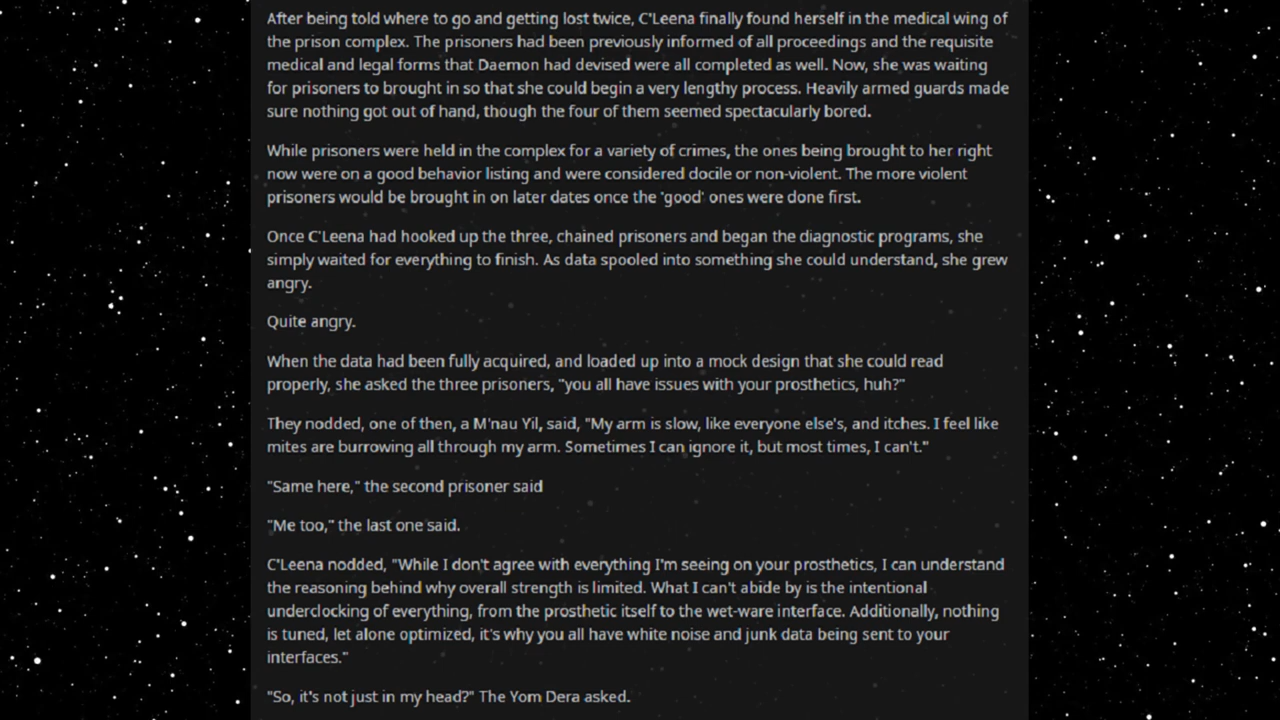 After being told where to go and getting lost twice, C'Leena finally found herself in the medical wing of
the prison complex. The prisoners had been previously informed of all proceedings and the requisite
medical and legal forms that Daemon had devised were all completed as well. Now, she was waiting
for prisoners to brought in so that she could begin a very lengthy process. Heavily armed guards made
sure nothing got out of hand, though the four of them seemed spectacularly bored.
While prisoners were held in the complex for a variety of crimes, the ones being brought to her right
now were on a good behavior listing and were considered docile or non-violent. The more violent
prisoners would be brought in on later dates once the 'good' ones were done first.
Once C'Leena had hooked up the three, chained prisoners and began the diagnostic programs, she
simply waited for everything to finish. As data spooled into something she could understand, she grew
angry.
Quite angry.
When the data had been fully acquired, and loaded up into a mock design that she could read
properly, she asked the three prisoners, "you all have issues with your prosthetics, huh?"
They nodded, one of then, a M'nau Yil, said, "My arm is slow, like everyone else's, and itches. I feel like
mites are burrowing all through my arm. Sometimes I can ignore it, but most times, I can't."
"Same here," the second prisoner said
"Me too," the last one said.
C'Leena nodded, "While I don't agree with everything I'm seeing on your prosthetics, I can understand
the reasoning behind why overall strength is limited. What I can't abide by is the intentional
underclocking of everything, from the prosthetic itself to the wet-ware interface. Additionally, nothing
is tuned, let alone optimized, it's why you all have white noise and junk data being sent to your
interfaces."
"So, it's not just in my head?" The Yom Dera asked.